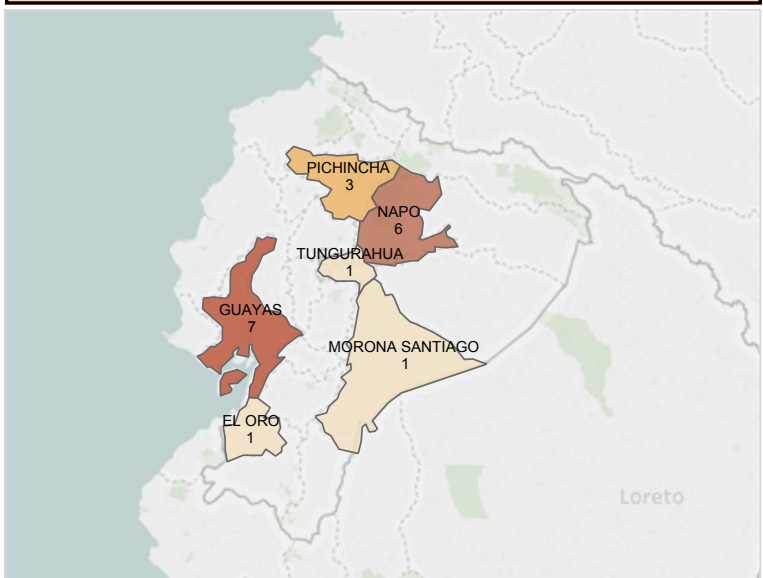 PICHINCHA
3
NAPO
6
TUNGURAHUA
1
GUAYAS
7
MORONA SANTIAGO
1
EL ORO
1
Loreto